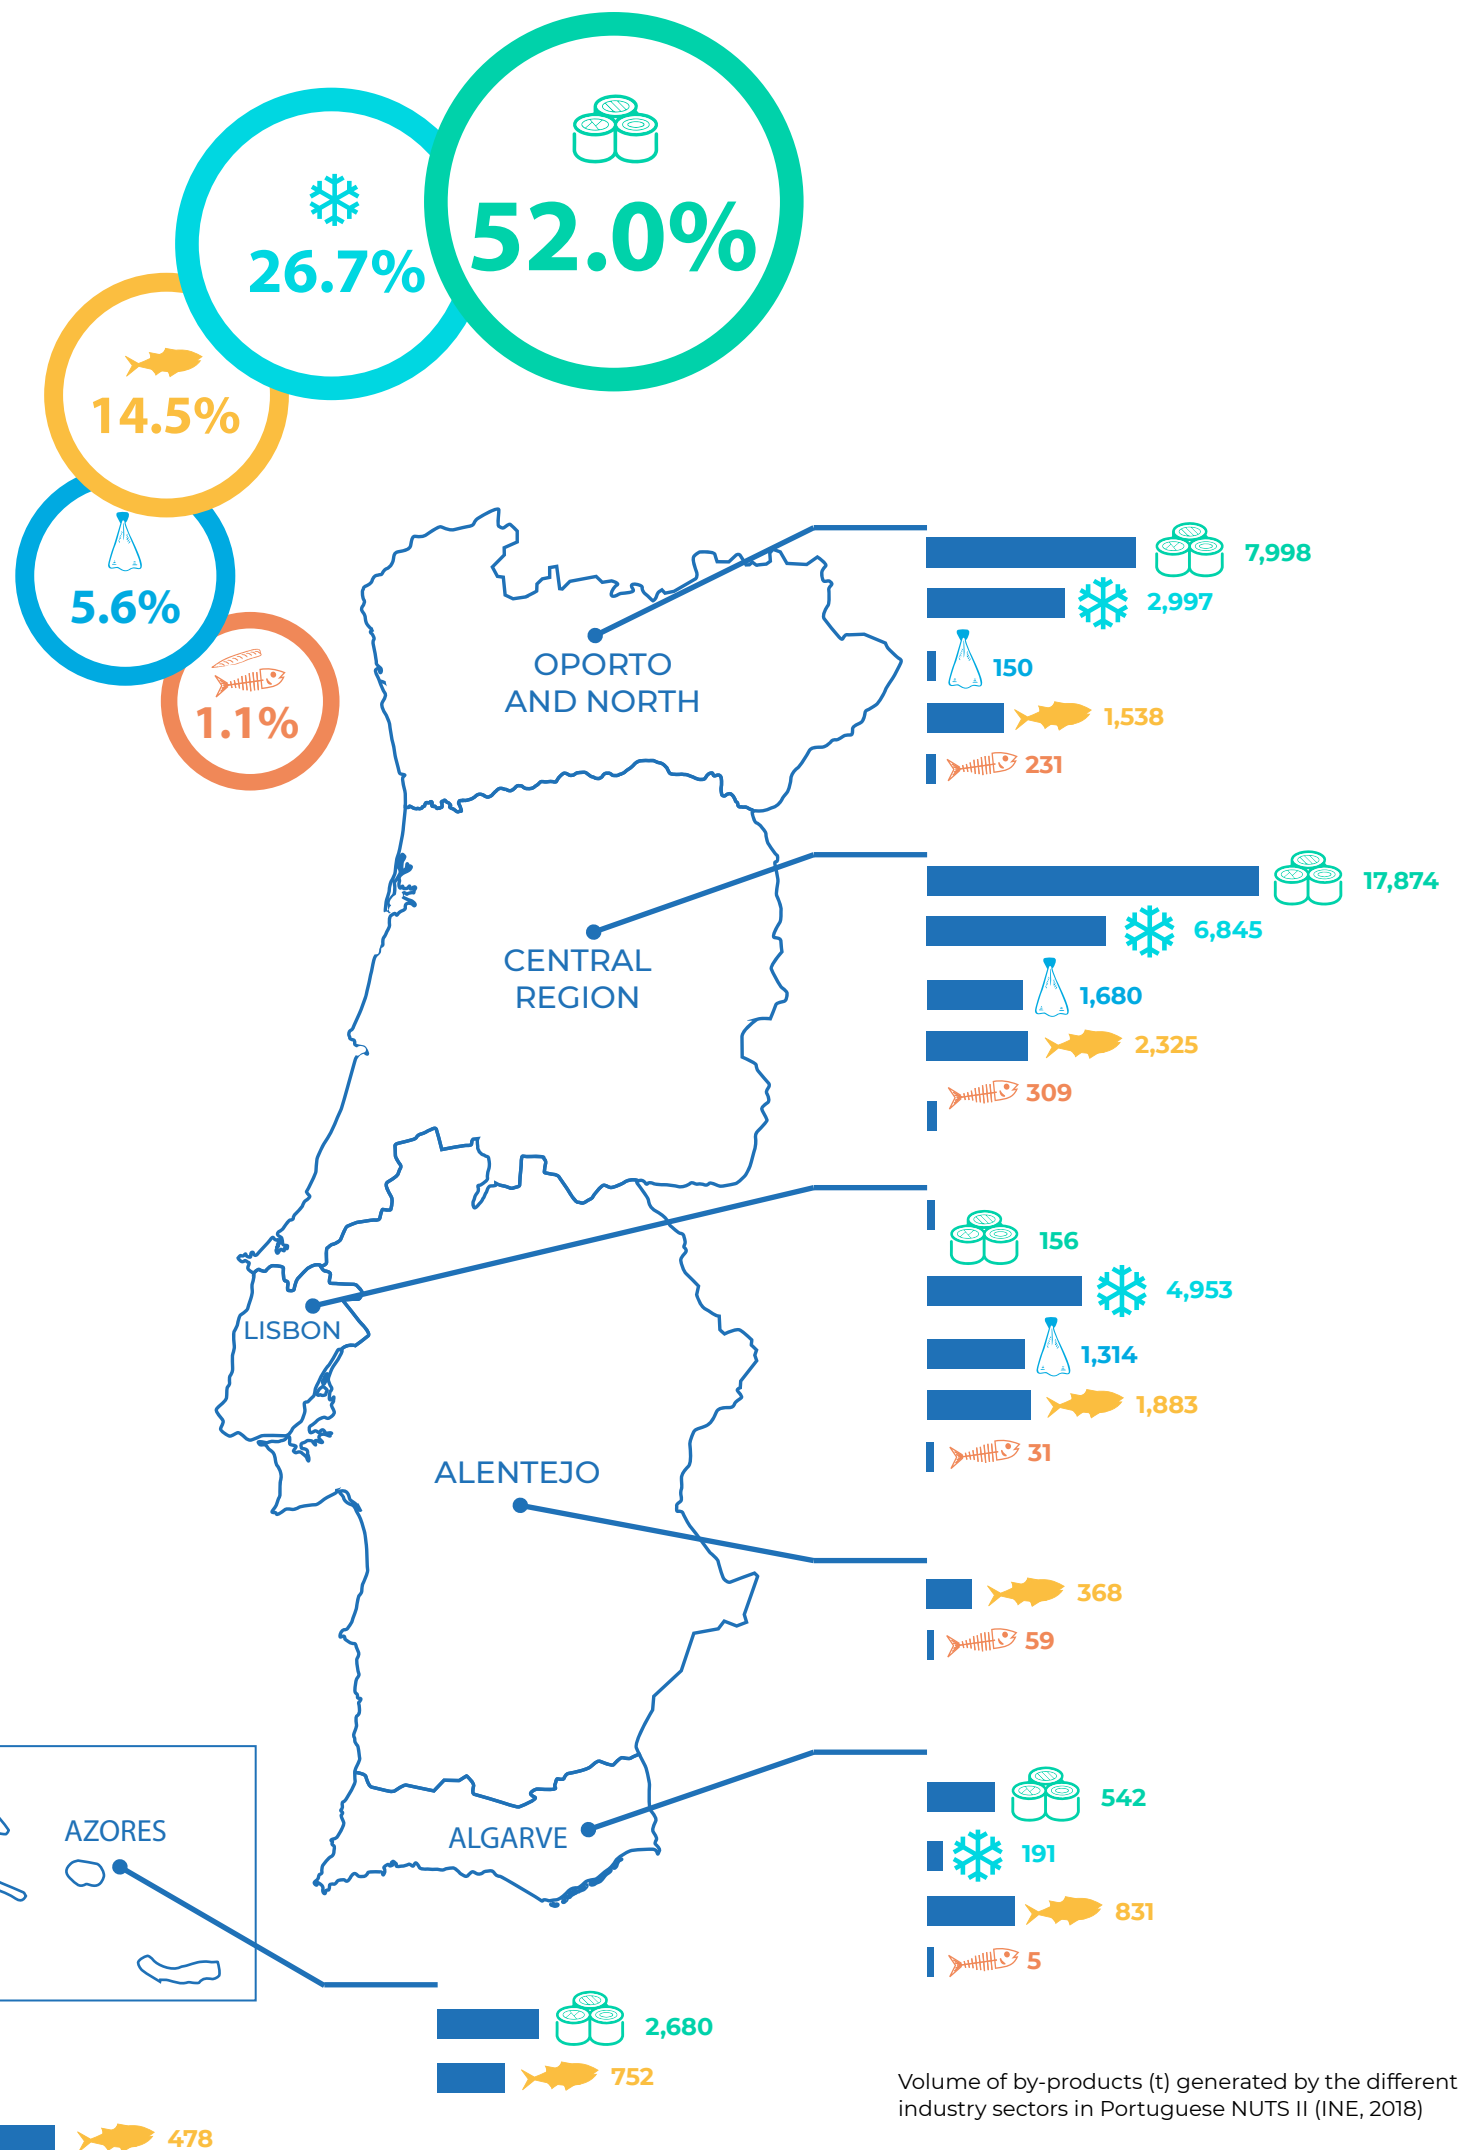 52.0%
26.7%
14.5%
5.6%
1.1%
OPORTO
AND NORTH
7,998
2,997
150
1,538
231
CENTRAL
REGION
17,874
6,845
1,680
2,325
309
LISBON
156
4,953
1,314
1,883
31
ALENTEJO
368
59
ALGARVE
542
191
831
5
AZORES
2,680
752
478
Volume of by-products (t) generated by the different
industry sectors in Portuguese NUTS II (INE, 2018)